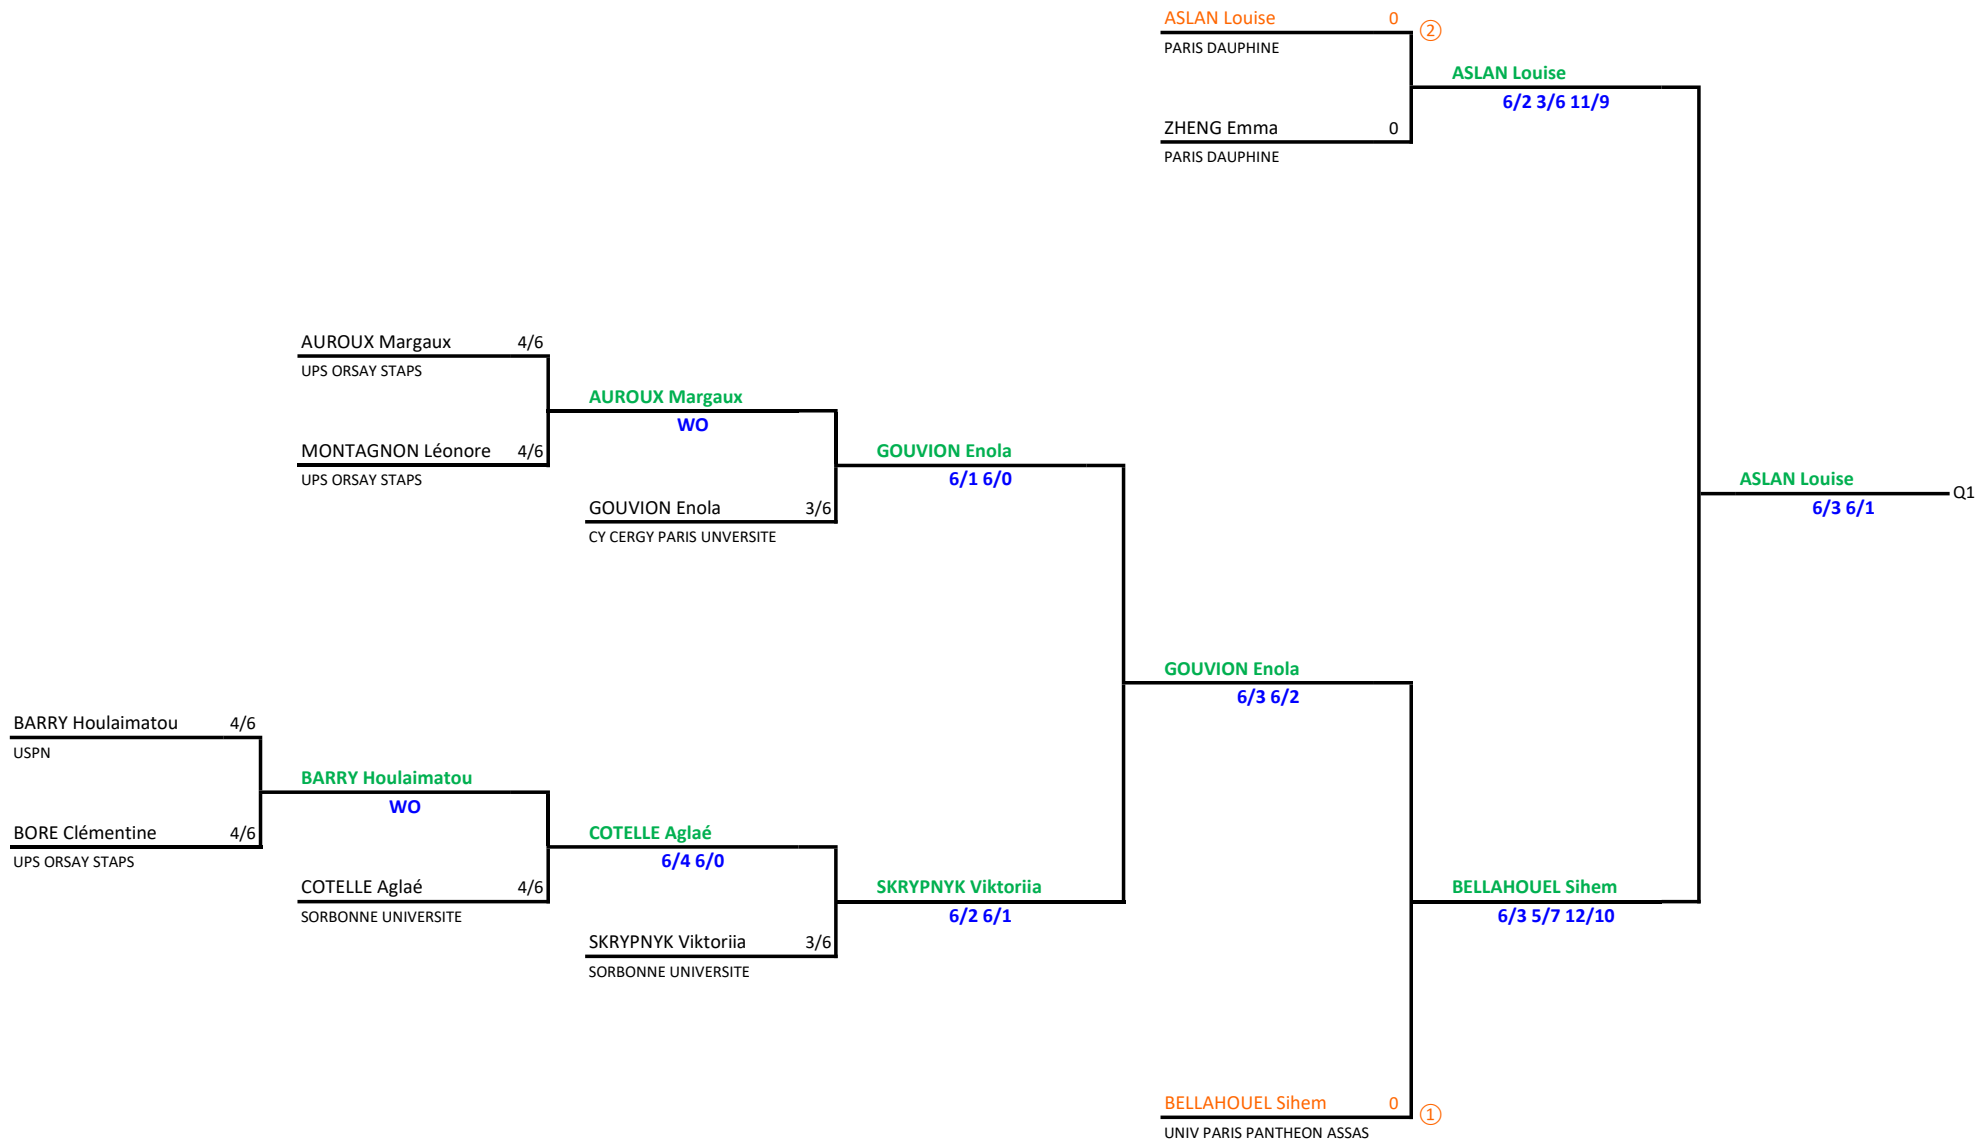 ASLAN Louise 0 ②
PARIS DAUPHINE
ASLAN Louise
6/2 3/6 11/9
ZHENG Emma 0
PARIS DAUPHINE
AUROUX Margaux 4/6
UPS ORSAY STAPS
AUROUX Margaux
WO
MONTAGNON Léonore 4/6
UPS ORSAY STAPS
GOUVION Enola
6/1 6/0
GOUVION Enola 3/6
CY CERGY PARIS UNVERSITE
ASLAN Louise
Q1
6/3 6/1
GOUVION Enola
6/3 6/2
BARRY Houlaimatou 4/6
USPN
BARRY Houlaimatou
WO
BORE Clémentine 4/6
UPS ORSAY STAPS
COTELLE Aglaé
6/4 6/0
COTELLE Aglaé 4/6
SORBONNE UNIVERSITE
SKRYPNYK Viktoriia
6/2 6/1
BELLAHOUEL Sihem
6/3 5/7 12/10
SKRYPNYK Viktoriia 3/6
SORBONNE UNIVERSITE
BELLAHOUEL Sihem 0 ①
UNIV PARIS PANTHEON ASSAS